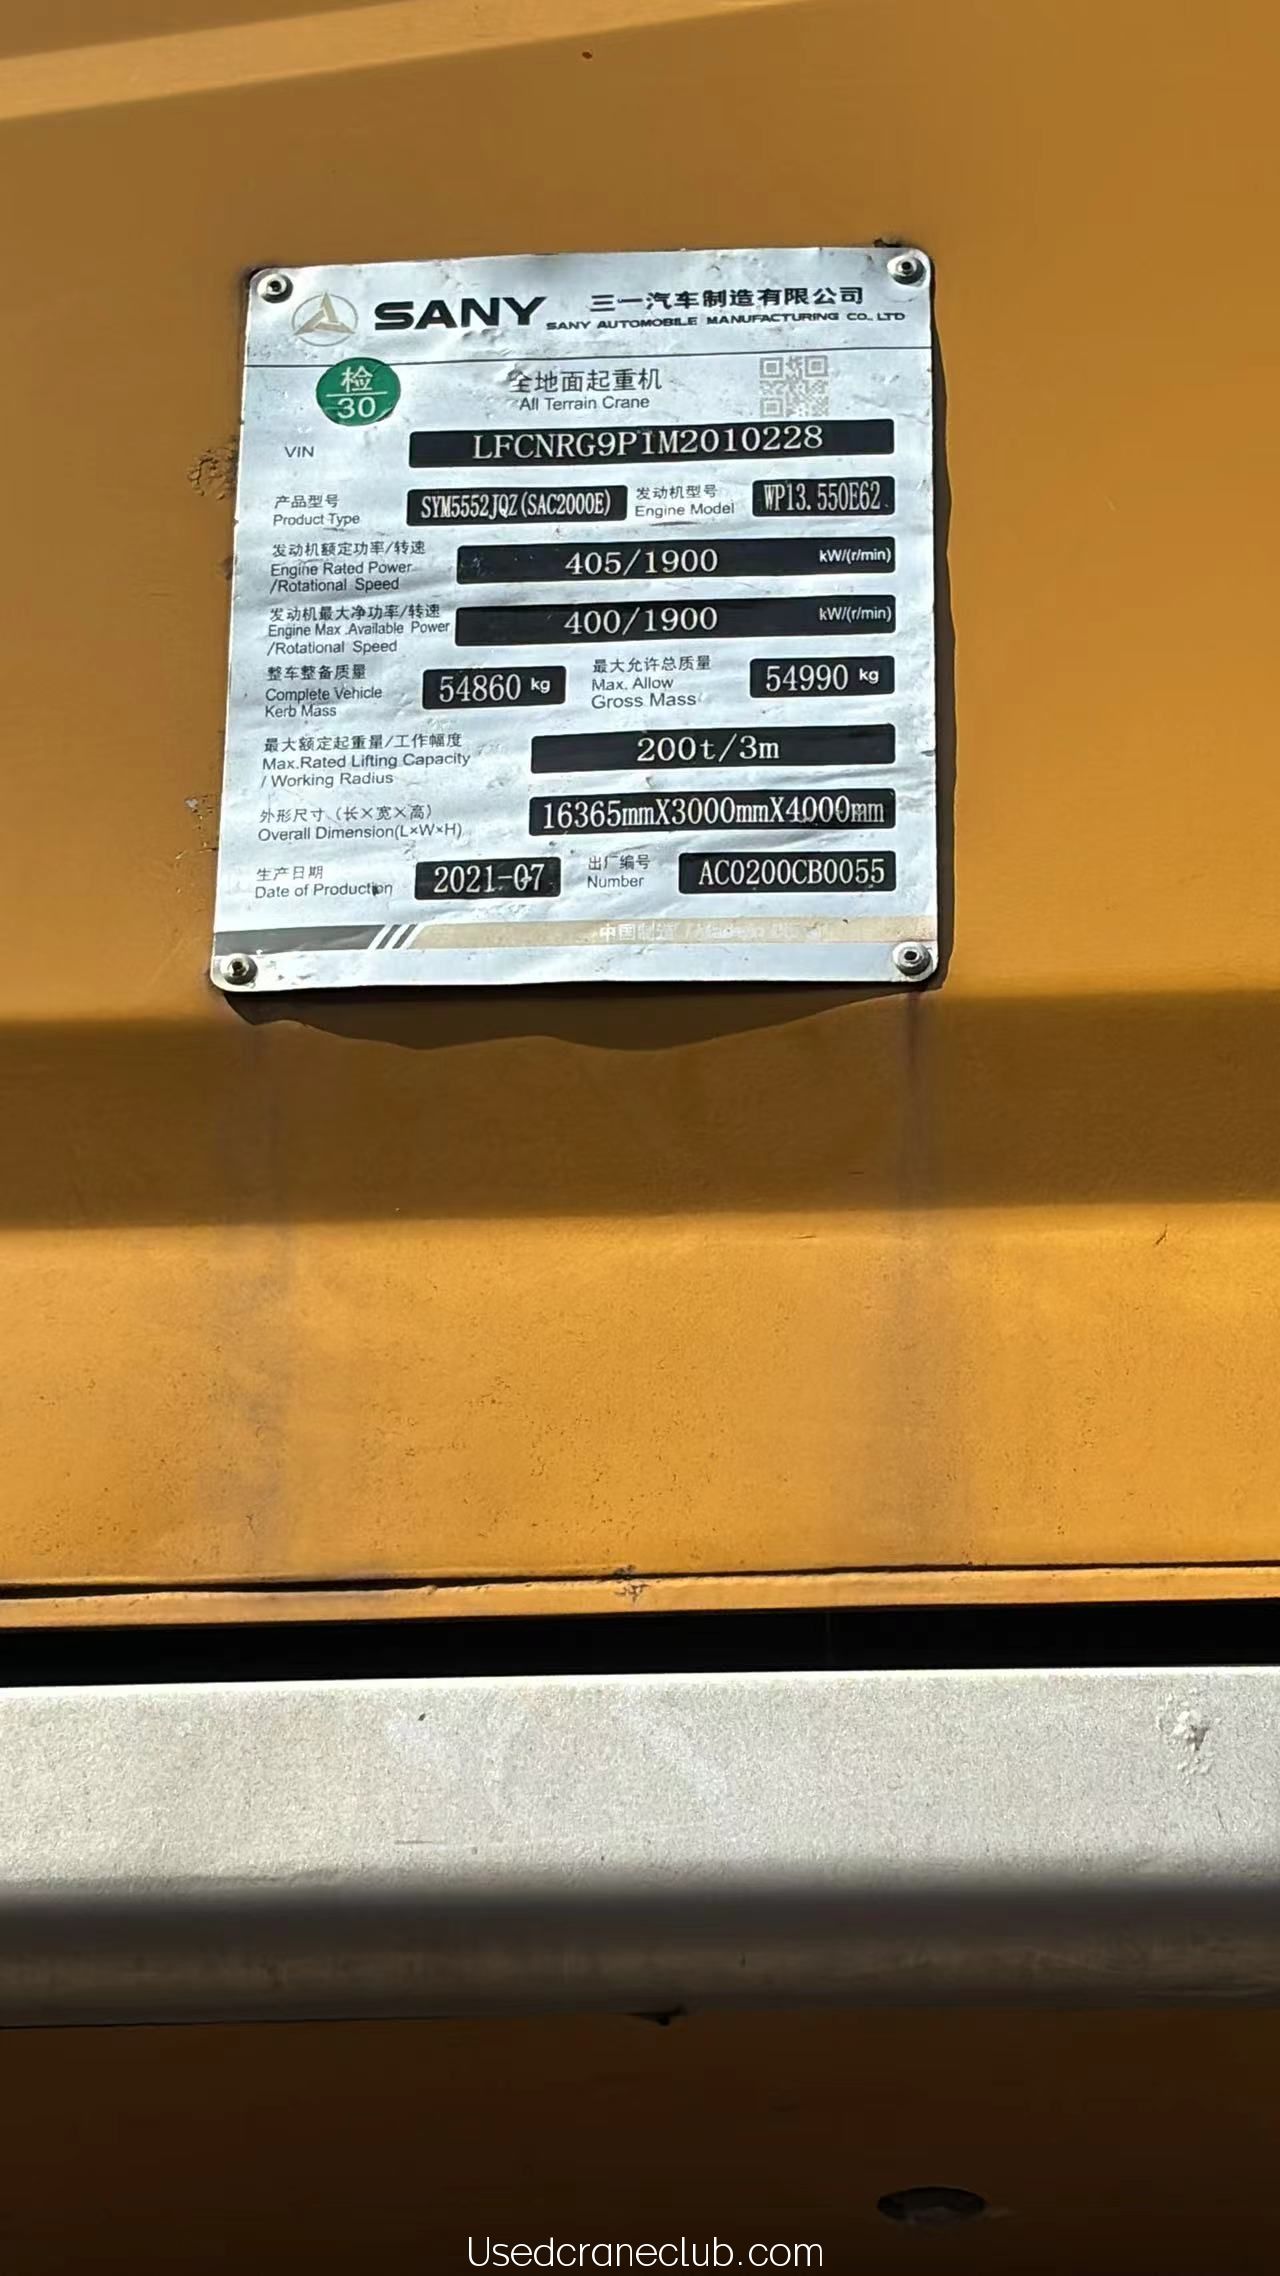 SANY 三一汽车制造有限公司
SANY AUTOMOBILE MANUFACTURING CO., LTD
检
30
全地面起重机
All Terrain Crane
VIN LFCNRG9P1M2010228
产品型号 SYM5552JQZ(SAC2000E) 发动机型号 WP13.550E62
Product Type Engine Model
发动机额定功率/转速
Engine Rated Power 405/1900 kW/(r/min)
/Rotational Speed
发动机最大净功率/转速
Engine Max .Available Power 400/1900 kW/(r/min)
/Rotational Speed
整车整备质量 最大允许总质量
Complete Vehicle 54860 kg Max. Allow 54990 kg
Kerb Mass Gross Mass
最大额定起重量/工作幅度
Max.Rated Lifting Capacity 200t/3m
/ Working Radius
外形尺寸（长×宽×高） 16365mmX3000mmX4000mm
Overall Dimension(L×W×H)
生产日期 2021-07 出厂编号 AC0200CB0055
Date of Production Number
中国制造
Usedcraneclub.com